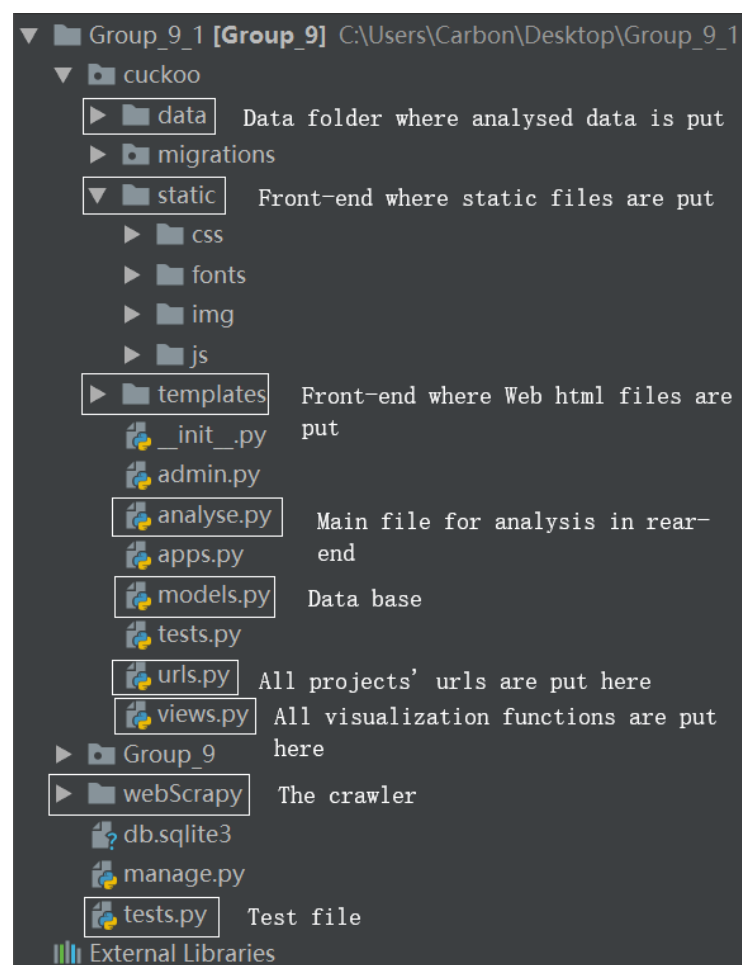 Group_9_1 [Group_9] C:\Users\Carbon\Desktop\Group_9_1
cuckoo
data Data folder where analysed data is put
migrations
static Front-end where static files are put
css
fonts
img
js
templates Front-end where Web html files are
put
__init__.py
admin.py
analyse.py Main file for analysis in rear-
end
apps.py
models.py Data base
tests.py
urls.py All projects' urls are put here
views.py All visualization functions are put
here
Group_9
webScrapy The crawler
db.sqlite3
manage.py
tests.py Test file
External Libraries